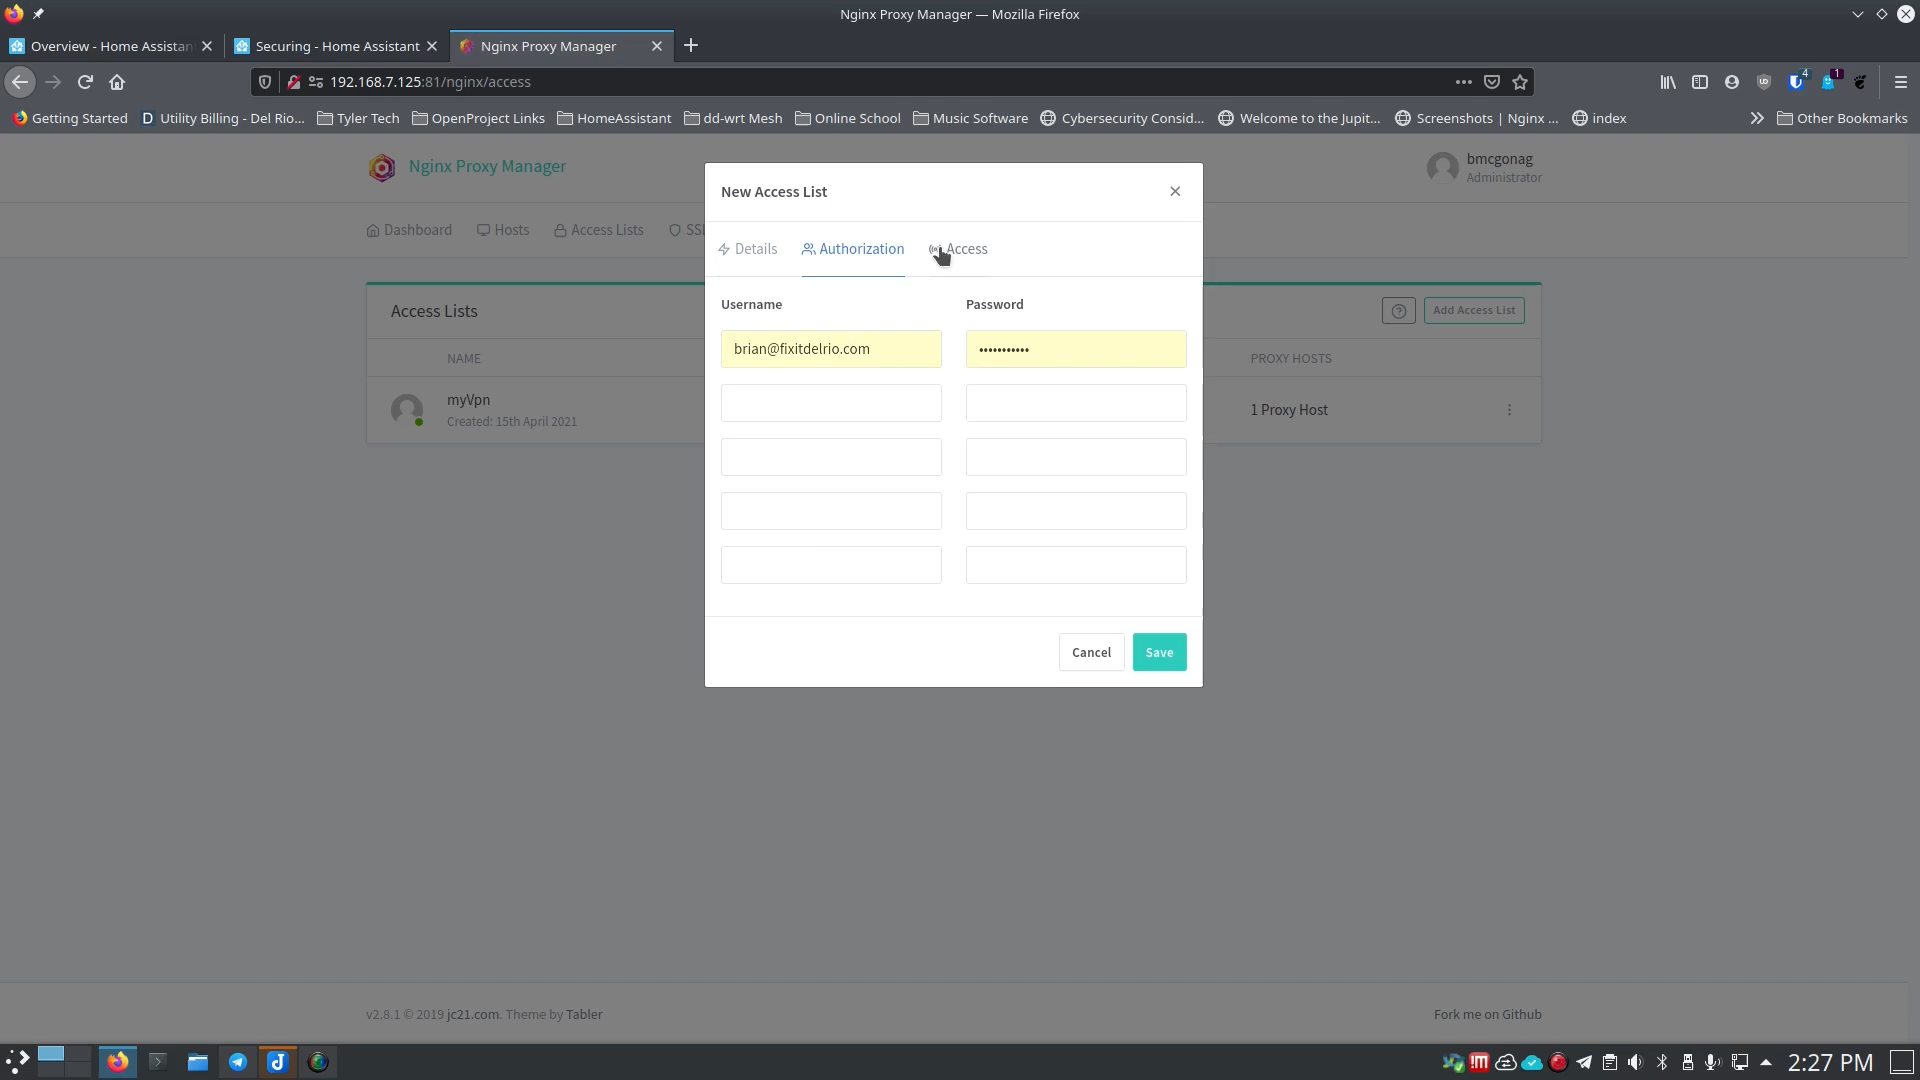 Nginx Proxy Manager — Mozilla Firefox
Overview - Home Assistan
Securing - Home Assistant
Nginx Proxy Manager
192.168.7.125:81/nginx/access
4
1
Getting Started
Utility Billing - Del Rio...
Tyler Tech
OpenProject Links
HomeAssistant
dd-wrt Mesh
Online School
Music Software
Cybersecurity Consid...
Welcome to the Jupit...
Screenshots | Nginx ...
index
Other Bookmarks
Nginx Proxy Manager
bmcgonag
Administrator
Dashboard
Hosts
Access Lists
SS
New Access List
Details
Authorization
Access
Username
Password
brian@fixitdelrio.com
•••••••••••
Cancel
Save
Access Lists
Add Access List
NAME
PROXY HOSTS
myVpn
Created: 15th April 2021
1 Proxy Host
v2.8.1 © 2019 jc21.com. Theme by Tabler
Fork me on Github
2:27 PM